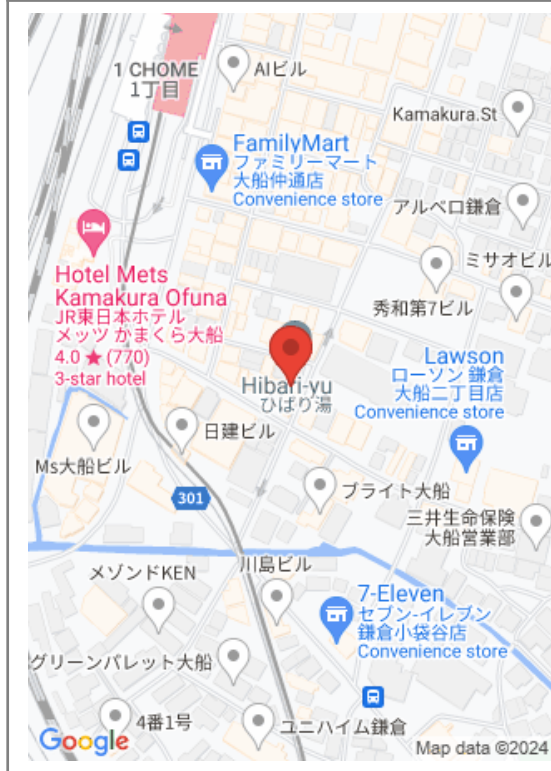 1 CHOME
1丁目
AIビル
Kamakura.St
FamilyMart
ファミリーマート
大船仲通店
Convenience store
アルベロ鎌倉
ミサオビル
Hotel Mets
Kamakura Ofuna
JR東日本ホテル
メッツ かまくら大船
4.0 ★ (770)
3-star hotel
秀和第7ビル
Lawson
ローソン 鎌倉
大船二丁目店
Convenience store
Hibari-yu
ひばり湯
日建ビル
Ms大船ビル
301
ブライト大船
三井生命保険
大船営業部
川島ビル
メゾンドKEN
7-Eleven
セブン-イレブン
鎌倉小袋谷店
Convenience store
グリーンパレット大船
4番1号
ユニハイム鎌倉
Google
Map data ©2024